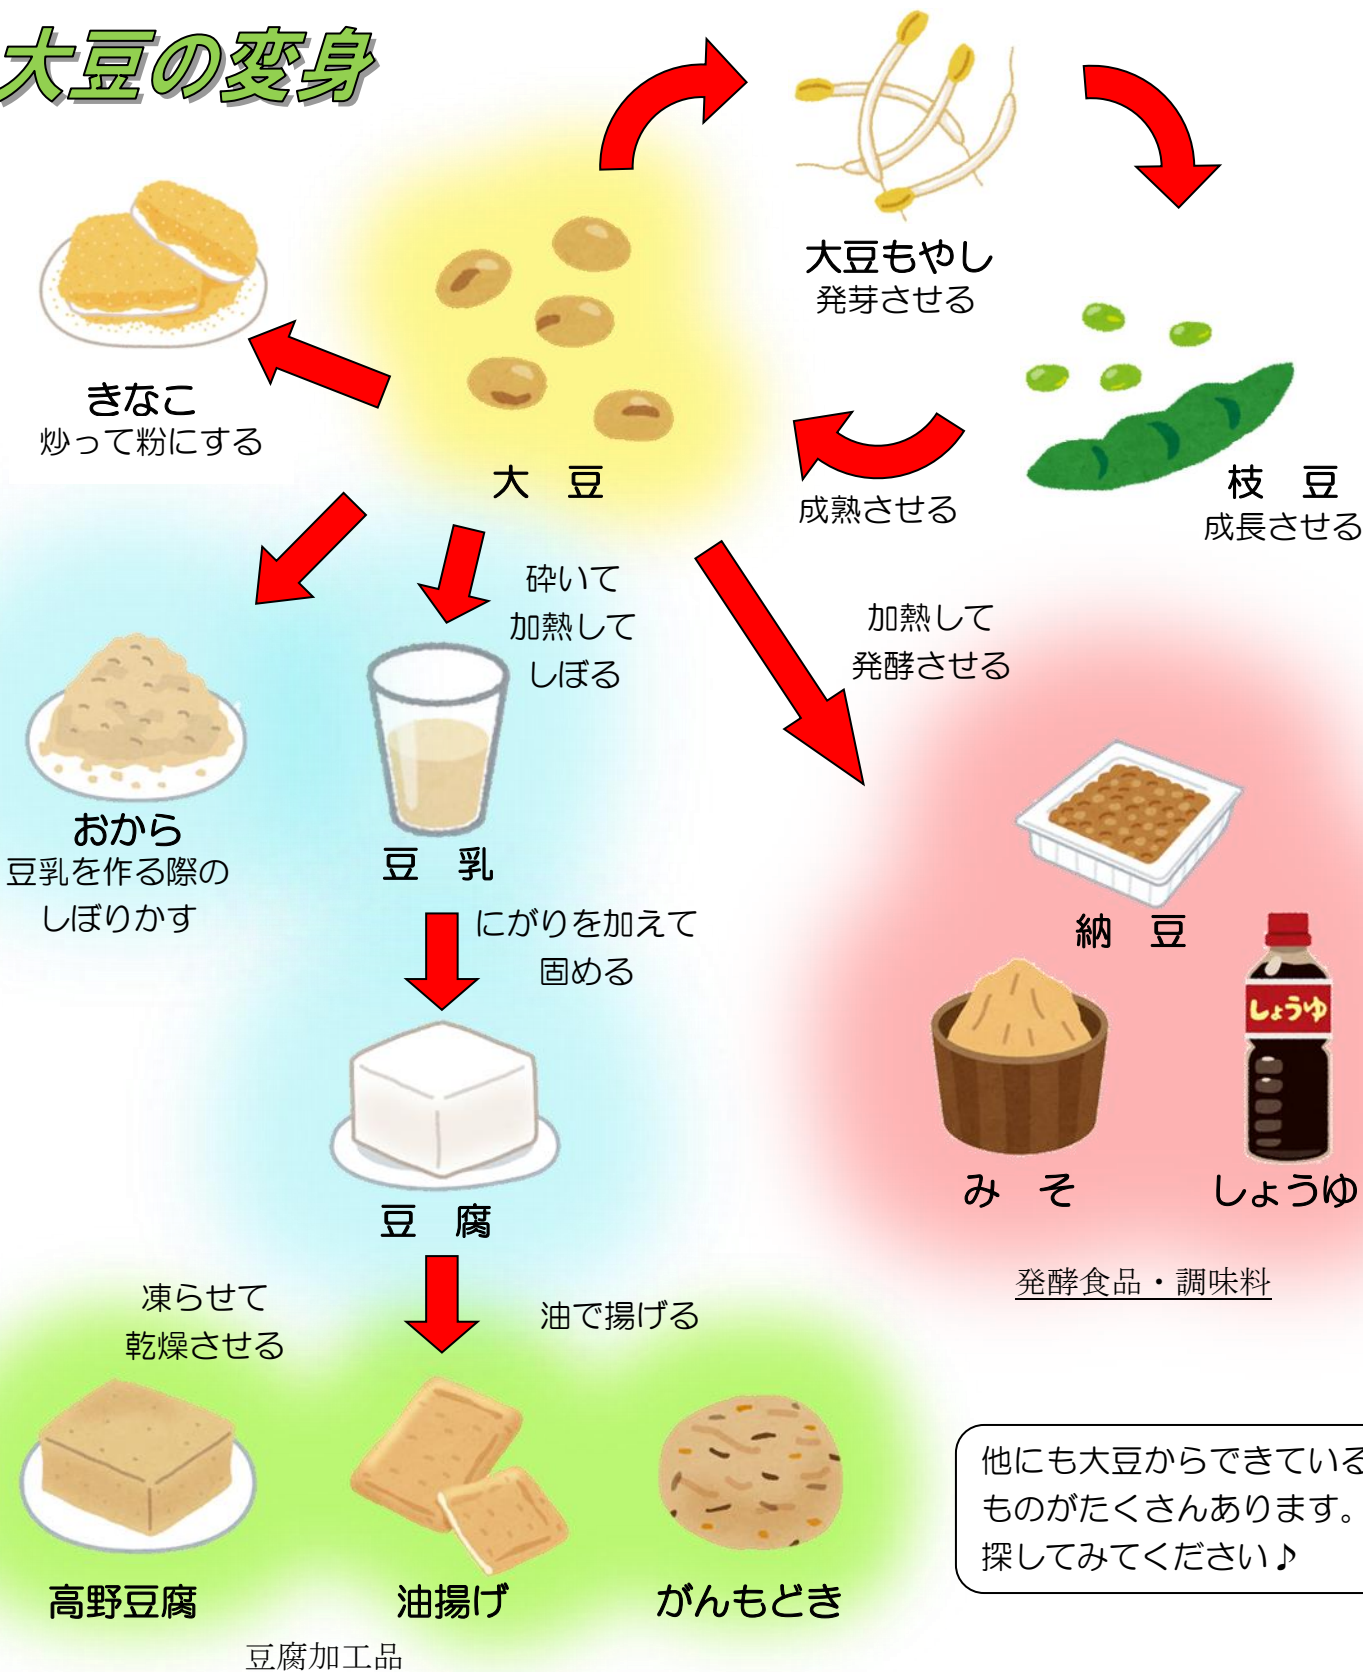 大豆の変身
大豆もやし
発芽させる
きなこ
炒って粉にする
大 豆
成熟させる
枝 豆
成長させる
砕いて
加熱して
しぼる
加熱して
発酵させる
おから
豆乳を作る際の
しぼりかす
豆 乳
にがりを加えて
固める
納 豆
しょうゆ
み そ
しょうゆ
豆 腐
発酵食品・調味料
凍らせて
乾燥させる
油で揚げる
高野豆腐
油揚げ
がんもどき
豆腐加工品
他にも大豆からできている
ものがたくさんあります。
探してみてください♪